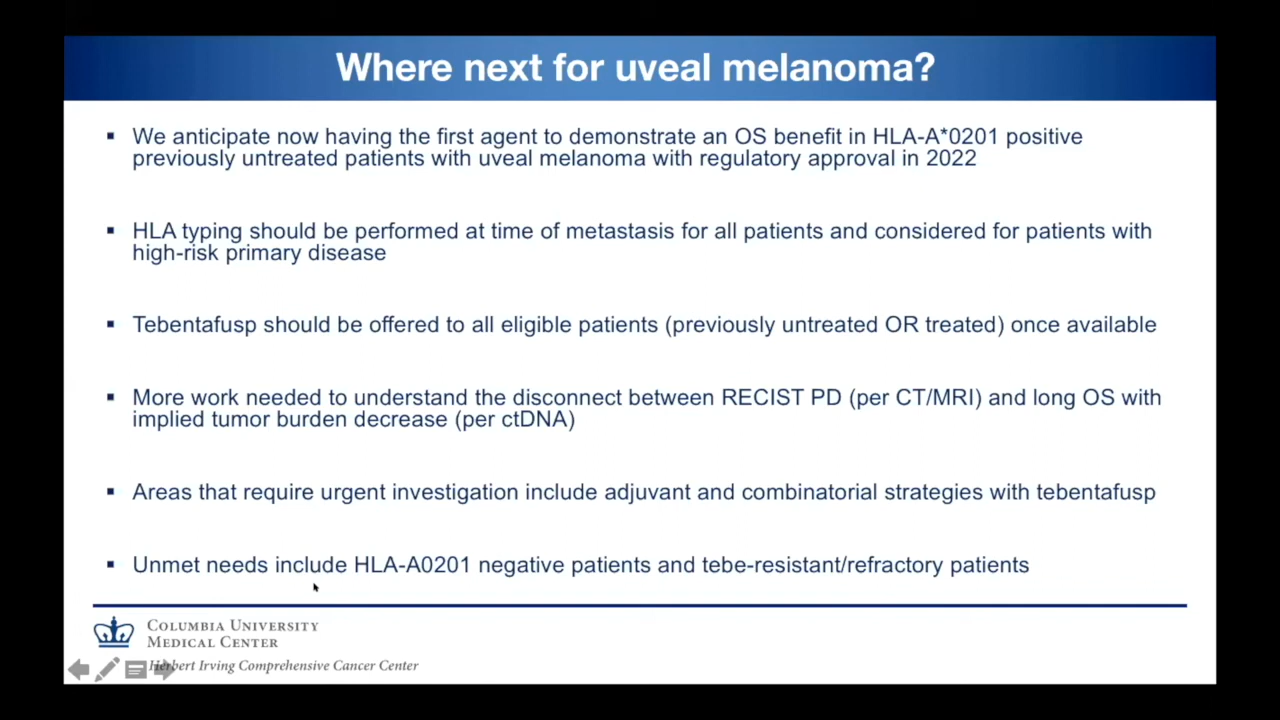 Where next for uveal melanoma?
▪ We anticipate now having the first agent to demonstrate an OS benefit in HLA-A*0201 positive
previously untreated patients with uveal melanoma with regulatory approval in 2022
▪ HLA typing should be performed at time of metastasis for all patients and considered for patients with
high-risk primary disease
▪ Tebentafusp should be offered to all eligible patients (previously untreated OR treated) once available
▪ More work needed to understand the disconnect between RECIST PD (per CT/MRI) and long OS with
implied tumor burden decrease (per ctDNA)
▪ Areas that require urgent investigation include adjuvant and combinatorial strategies with tebentafusp
▪ Unmet needs include HLA-A0201 negative patients and tebe-resistant/refractory patients
COLUMBIA UNIVERSITY
MEDICAL CENTER
Herbert Irving Comprehensive Cancer Center